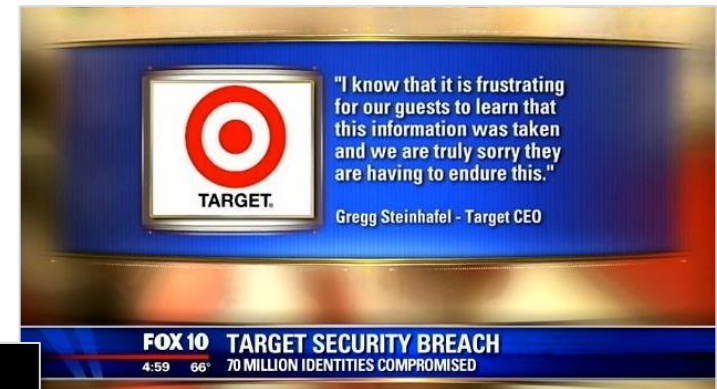 "I know that it is frustrating
for our guests to learn that
this information was taken
and we are truly sorry they
are having to endure this."
TARGET.
Gregg Steinhafel - Target CEO
FOX 10 TARGET SECURITY BREACH
4:59 66° 70 MILLION IDENTITIES COMPROMISED